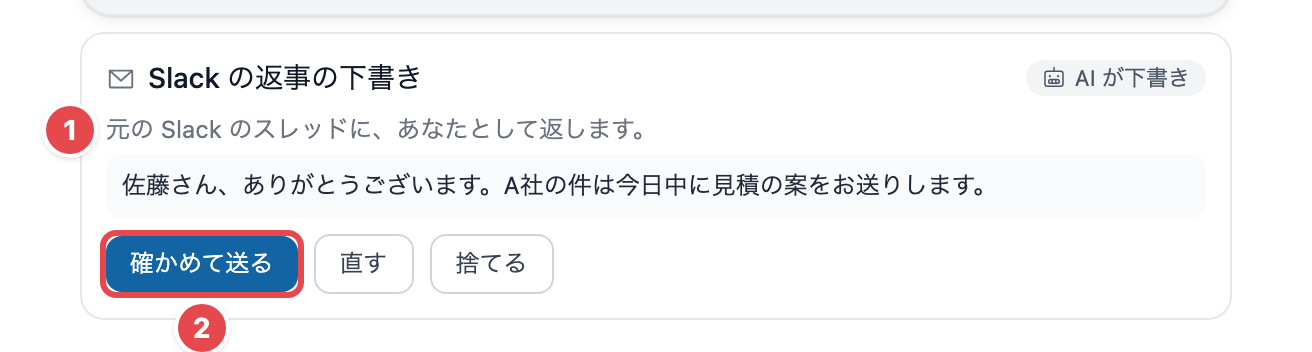 Slack の返事の下書き
AI が下書き
1
元の Slack のスレッドに、あなたとして返します。
佐藤さん、ありがとうございます。A社の件は今日中に見積の案をお送りします。
確かめて送る
直す
捨てる
2